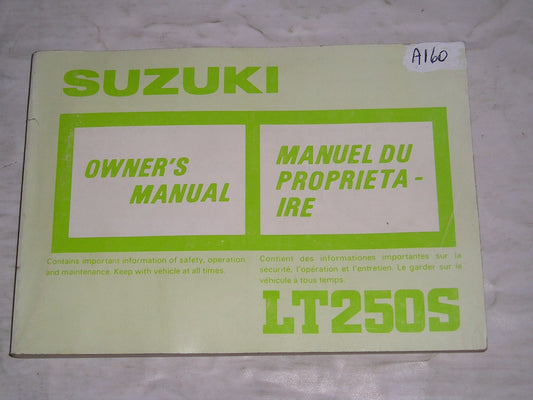 A160
SUZUKI
OWNER'S
MANUAL
MANUEL DU
PROPRIETA -
IRE
Contains important information of safety, operation
and maintenance. Keep with vehicle at all times.
Contient des informationes importantes sur la
sécurité, l'opération et l'entretien. Le garder sur le
véhicule à tous temps.
LT250S